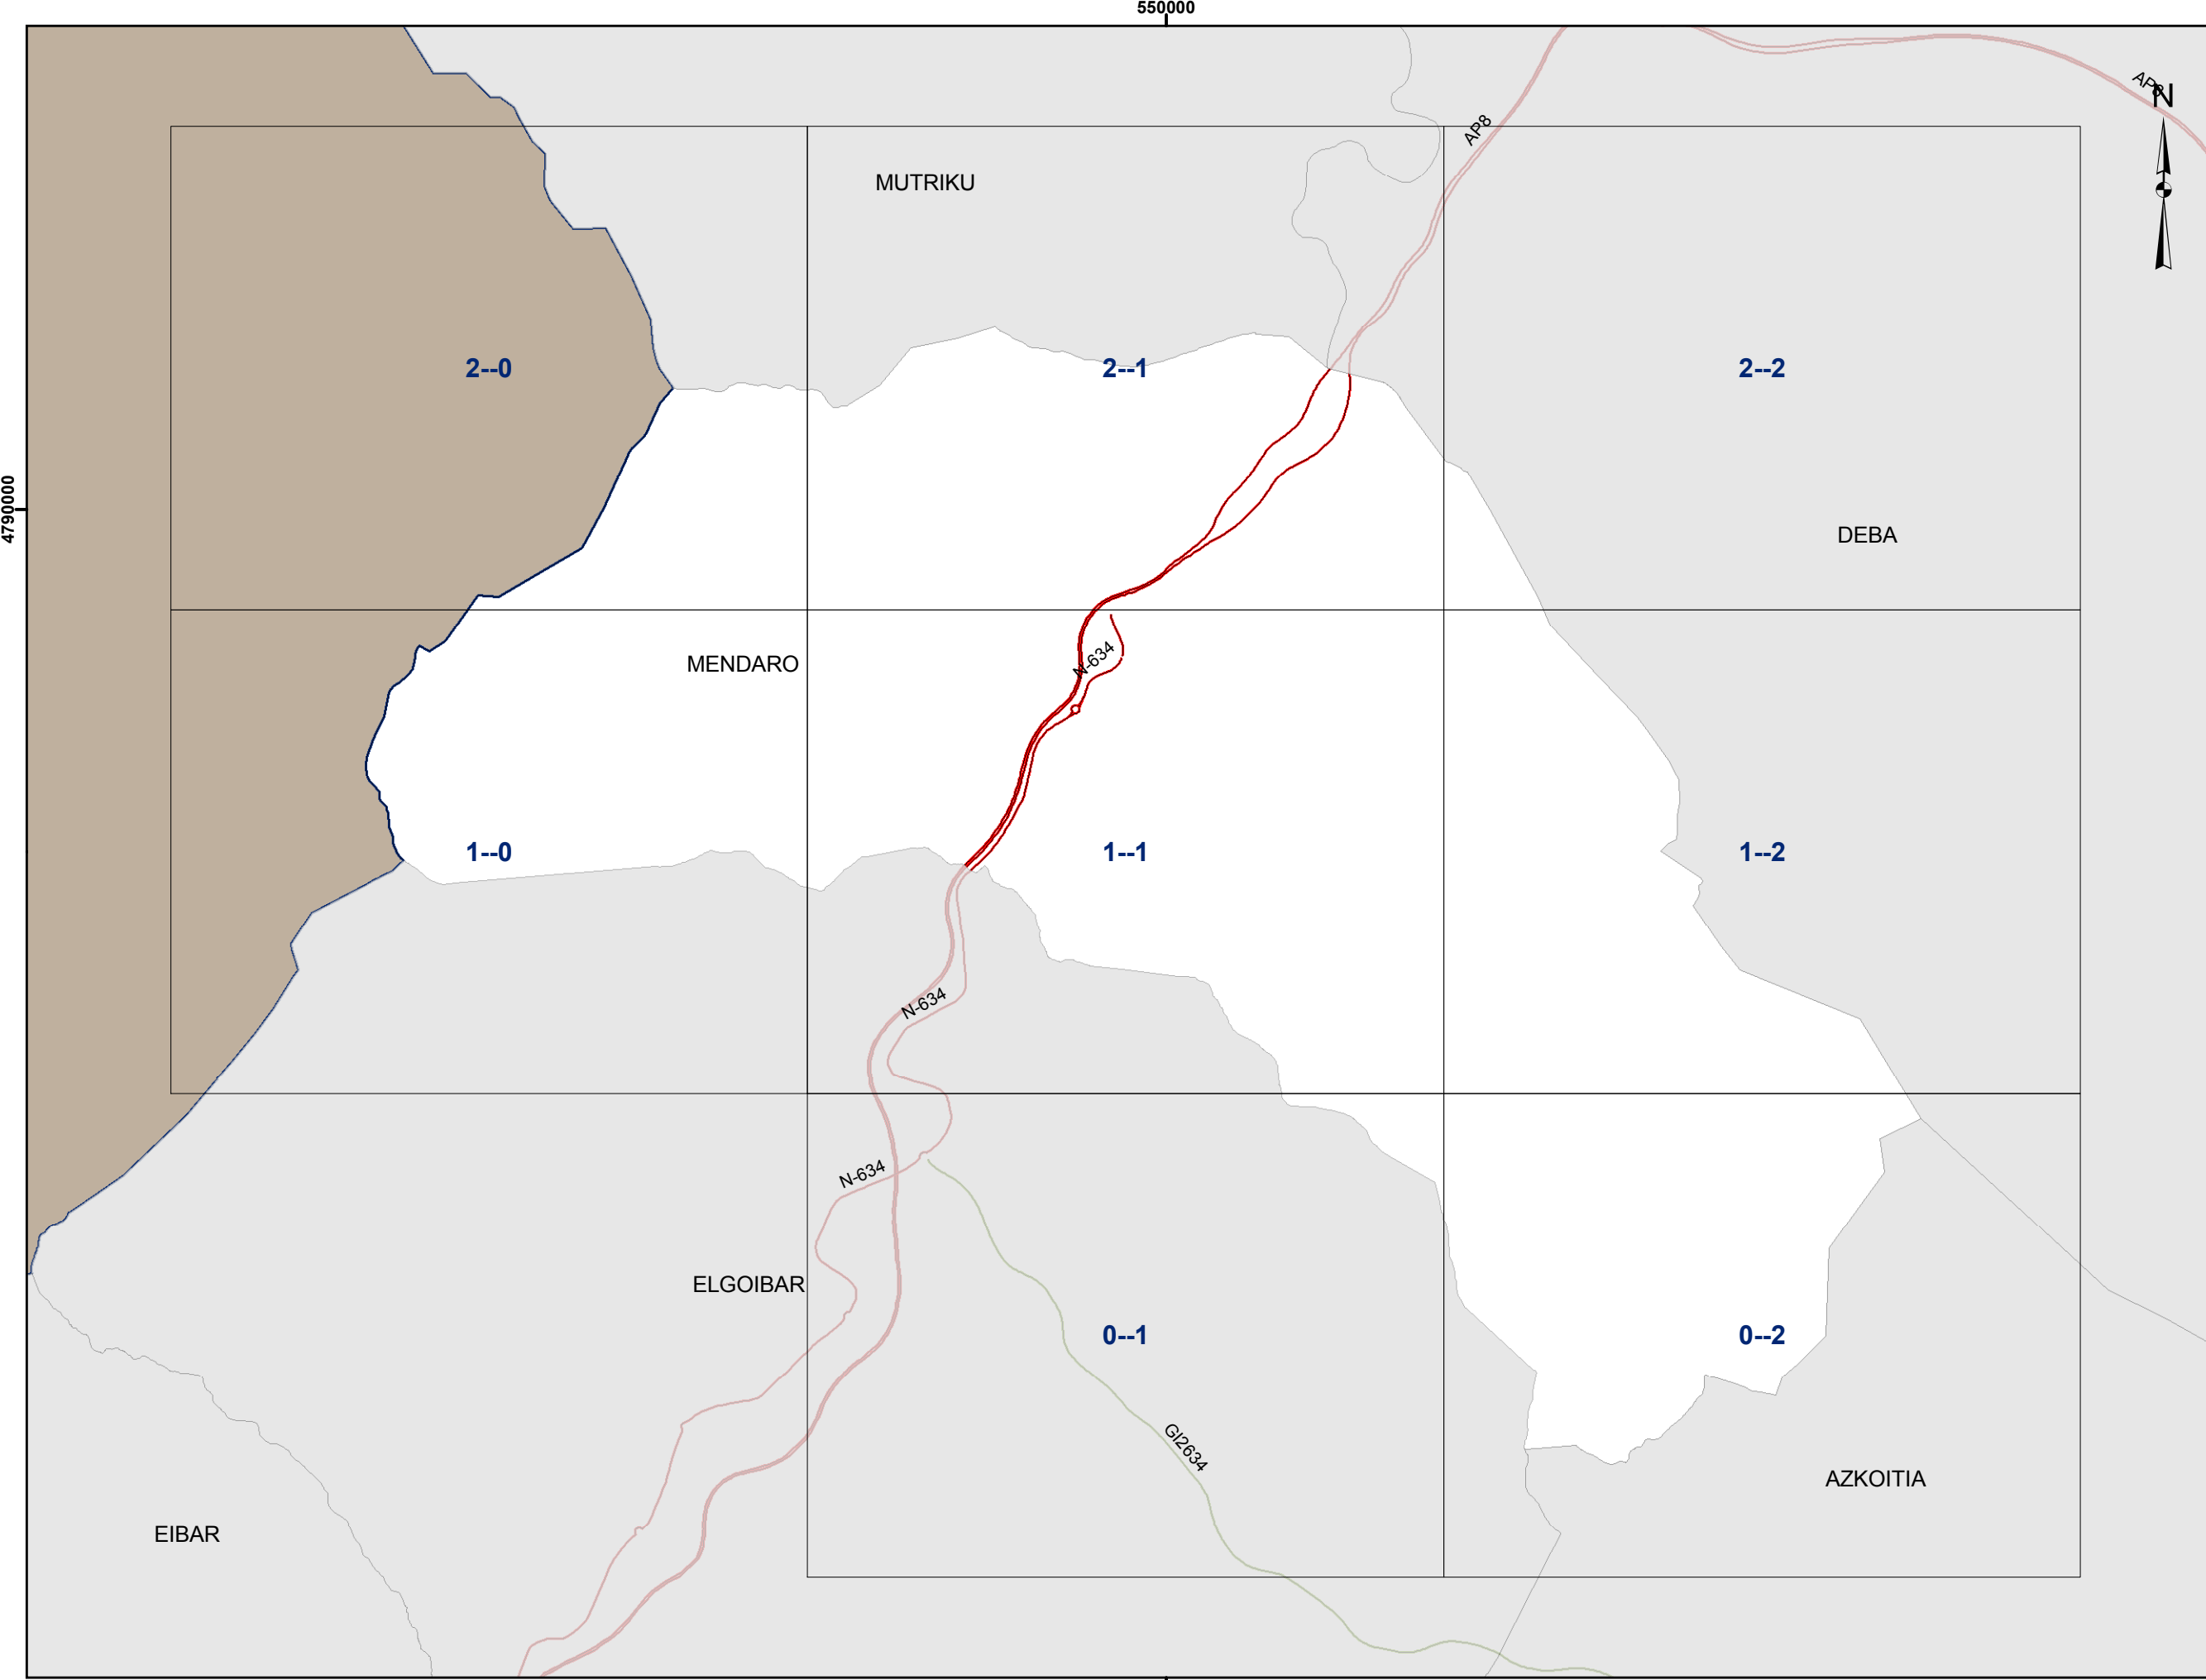 550000
AP8
N
AP8
MUTRIKU
2--0
2--1
2--2
4790000
DEBA
N-634
MENDARO
1--0
1--1
1--2
N-634
N-634
ELGOIBAR
0--1
0--2
GI2634
AZKOITIA
EIBAR